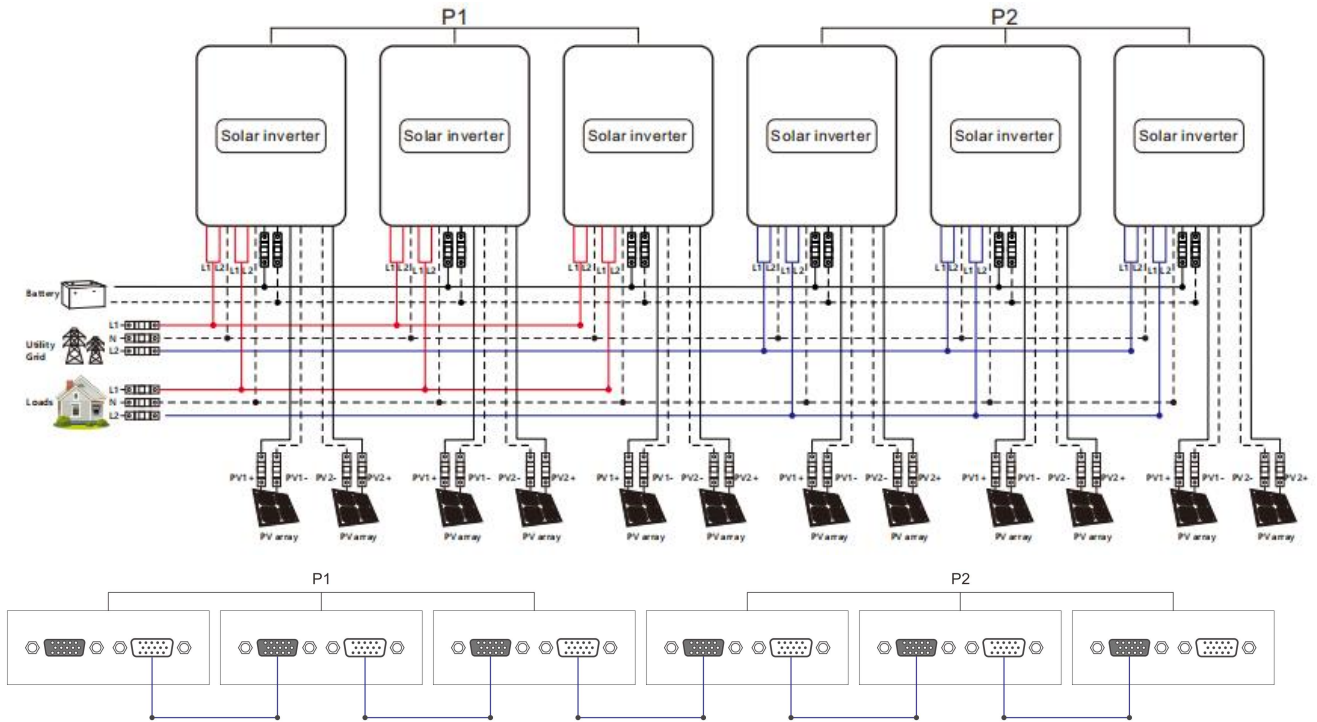 P1 P2
Solar inverter Solar inverter Solar inverter Solar inverter Solar inverter Solar inverter
L1 L2 L1 L2 L1 L2 L1 L2 L1 L2 L1 L2 L1 L2 L1 L2 L1 L2 L1 L2 L1 L2 L1 L2
Battery
L1
Utility
Grid
N
L2
L1
Loads
N
L2
PV1+ PV1- PV2- PV2+ PV1+ PV1- PV2- PV2+ PV1+ PV1- PV2- PV2+ PV1+ PV1- PV2- PV2+ PV1+ PV1- PV2- PV2+ PV1+ PV1- PV2- PV2+
PV array PV array PV array PV array PV array PV array PV array PV array PV array PV array PV array PV array
P1 P2